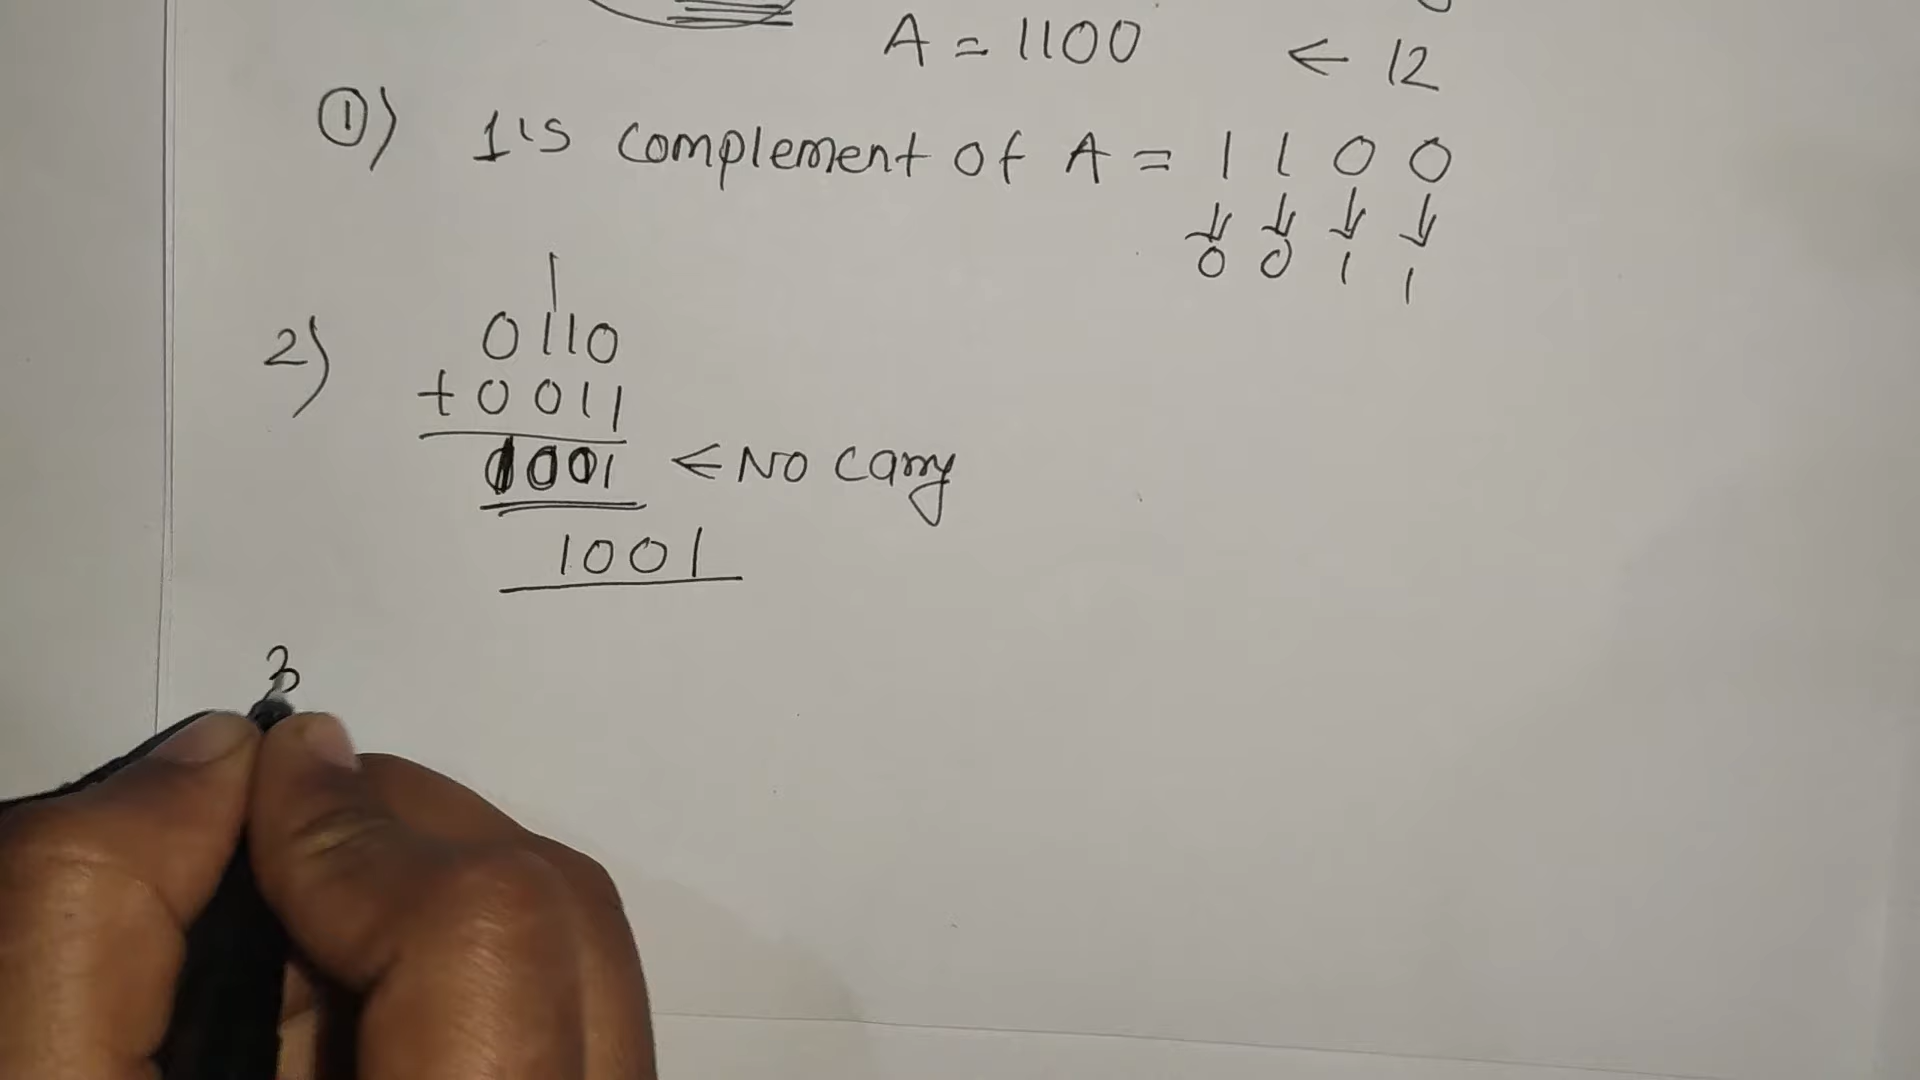 A = 1100 ← 12
①) 1's complement of A = 1 1 0 0
↓ ↓ ↓ ↓
0 0 1 1
1
2) 0110
+0011
1001 ← NO carry
1001
3